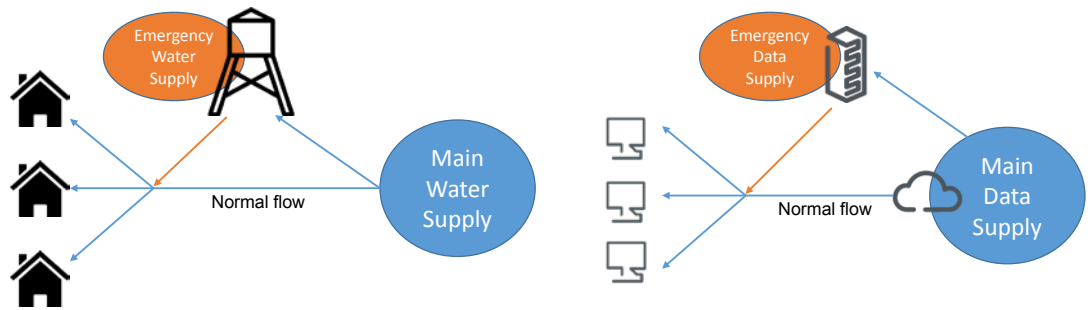 Emergency
Water
Supply
Main
Water
Supply
Normal flow
Emergency
Data
Supply
Main
Data
Supply
Normal flow